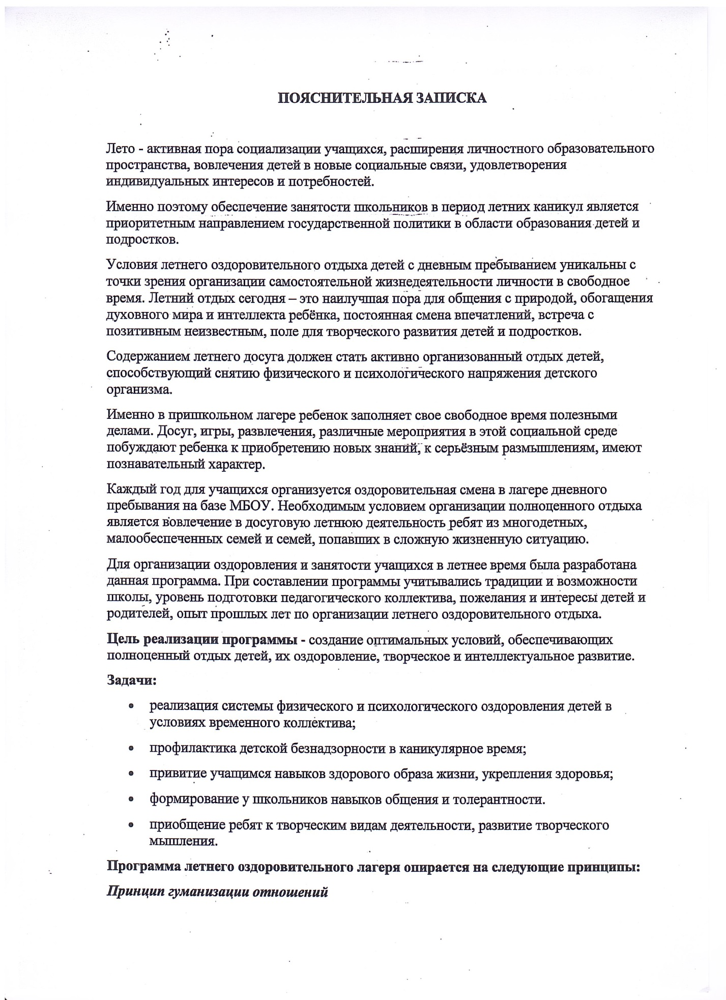 ПОЯСНИТЕЛЬНАЯ ЗАПИСКА
Лето - активная пора социализации учащихся, расширения личностного образовательного
пространства, вовлечения детей в новые социальные связи, удовлетворения
индивидуальных интересов и потребностей.
Именно поэтому обеспечение занятости школьников в период летних каникул является
приоритетным направлением государственной политики в области образования детей и
подростков.
Условия летнего оздоровительного отдыха детей с дневным пребыванием уникальны с
точки зрения организации самостоятельной жизнедеятельности личности в свободное
время. Летний отдых сегодня – это наилучшая пора для общения с природой, обогащения
духовного мира и интеллекта ребёнка, постоянная смена впечатлений, встреча с
позитивным неизвестным, поле для творческого развития детей и подростков.
Содержанием летнего досуга должен стать активно организованный отдых детей,
способствующий снятию физического и психологического напряжения детского
организма.
Именно в пришкольном лагере ребенок заполняет свое свободное время полезными
делами. Досуг, игры, развлечения, различные мероприятия в этой социальной среде
побуждают ребенка к приобретению новых знаний, к серьёзным размышлениям, имеют
познавательный характер.
Каждый год для учащихся организуется оздоровительная смена в лагере дневного
пребывания на базе МБОУ. Необходимым условием организации полноценного отдыха
является вовлечение в досуговую летнюю деятельность ребят из многодетных,
малообеспеченных семей и семей, попавших в сложную жизненную ситуацию.
Для организации оздоровления и занятости учащихся в летнее время была разработана
данная программа. При составлении программы учитывались традиции и возможности
школы, уровень подготовки педагогического коллектива, пожелания и интересы детей и
родителей, опыт прошлых лет по организации летнего оздоровительного отдыха.
Цель реализации программы - создание оптимальных условий, обеспечивающих
полноценный отдых детей, их оздоровление, творческое и интеллектуальное развитие.
Задачи:
• реализация системы физического и психологического оздоровления детей в
условиях временного коллектива;
• профилактика детской безнадзорности в каникулярное время;
• привитие учащимся навыков здорового образа жизни, укрепления здоровья;
• формирование у школьников навыков общения и толерантности.
• приобщение ребят к творческим видам деятельности, развитие творческого
мышления.
Программа летнего оздоровительного лагеря опирается на следующие принципы:
Принцип гуманизации отношений